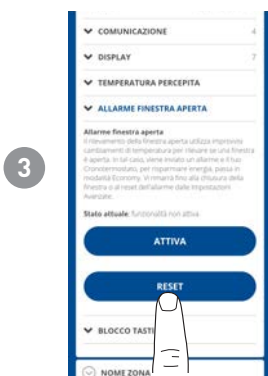 COMUNICAZIONE 4
DISPLAY 7
TEMPERATURA PERCEPITA
ALLARME FINESTRA APERTA
Allarme finestra aperta
Il rilevamento della finestra aperta utilizza improvvisi
cambiamenti di temperatura per rilevare se una finestra
è aperta. In tal caso, viene inviato un allarme e il tuo
Cronotermostato, per risparmiare energia, passa in
modalità Economy. Vi rimarrà fino alla chiusura della
finestra o al reset dell'allarme dalle Impostazioni
Avanzate.
3
Stato attuale: funzionalità non attiva
ATTIVA
RESET
BLOCCO TASTI
NOME ZONA